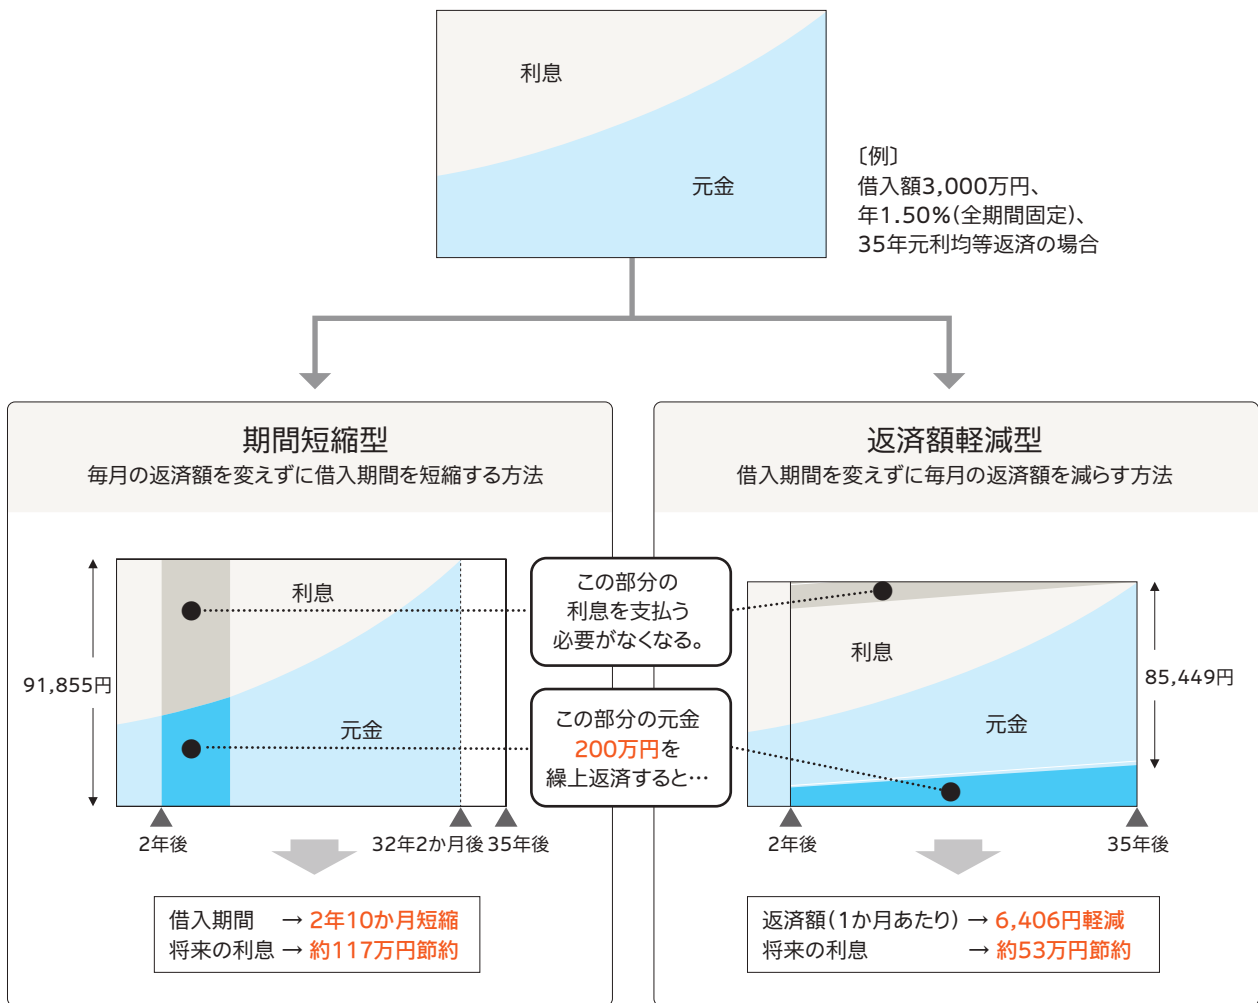 利息
元金
〔例〕
借入額3,000万円、
年1.50%(全期間固定)、
35年元利均等返済の場合
期間短縮型
毎月の返済額を変えずに借入期間を短縮する方法
利息
元金
91,855円
2年後
32年2か月後
35年後
借入期間 → 2年10か月短縮
将来の利息 → 約117万円節約
この部分の
利息を支払う
必要がなくなる。
この部分の元金
200万円を
繰上返済すると…
返済額軽減型
借入期間を変えずに毎月の返済額を減らす方法
利息
元金
85,449円
2年後
35年後
返済額(1か月あたり) → 6,406円軽減
将来の利息 → 約53万円節約